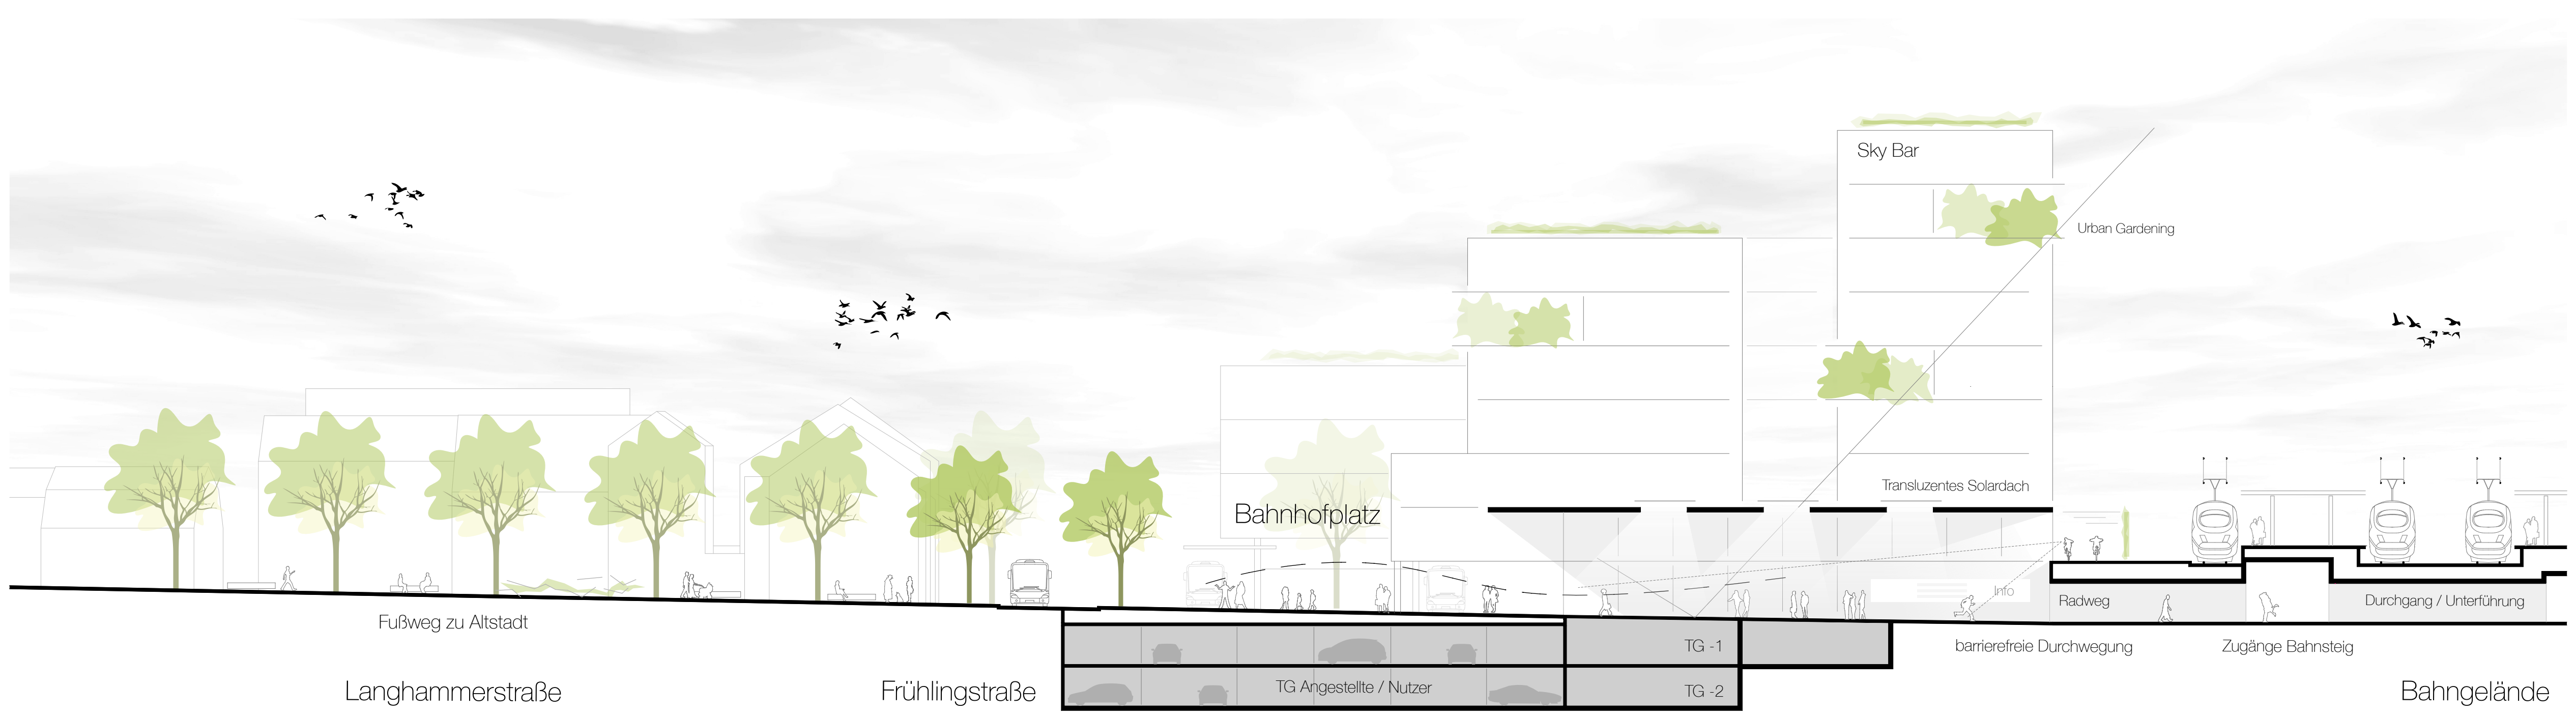 Sky Bar
Urban Gardening
Transluzentes Solardach
Bahnhofplatz
Info
Radweg
Durchgang / Unterführung
Fußweg zu Altstadt
TG -1
barrierefreie Durchwegung
Zugänge Bahnsteig
Langhammerstraße
Frühlingstraße
TG Angestellte / Nutzer
TG -2
Bahngelände